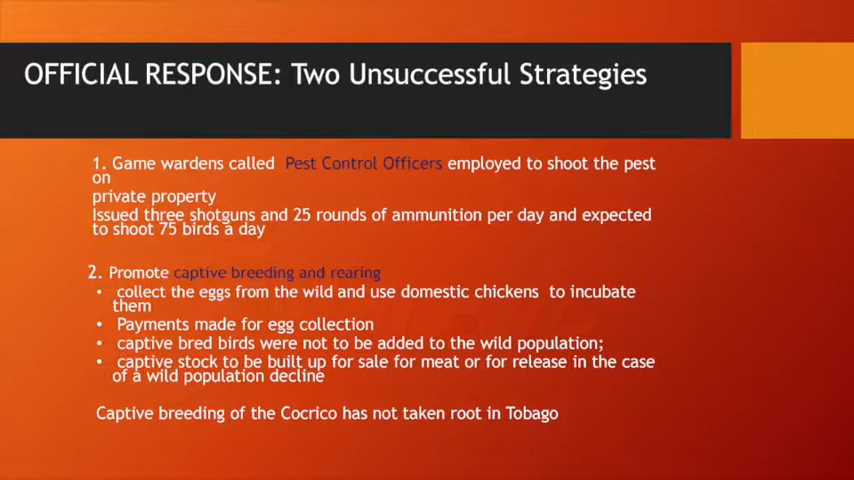 OFFICIAL RESPONSE: Two Unsuccessful Strategies
1. Game wardens called Pest Control Officers employed to shoot the pest
on
private property
Issued three shotguns and 25 rounds of ammunition per day and expected
to shoot 75 birds a day
2. Promote captive breeding and rearing
• collect the eggs from the wild and use domestic chickens to incubate
them
• Payments made for egg collection
• captive bred birds were not to be added to the wild population;
• captive stock to be built up for sale for meat or for release in the case
of a wild population decline
Captive breeding of the Cocrico has not taken root in Tobago